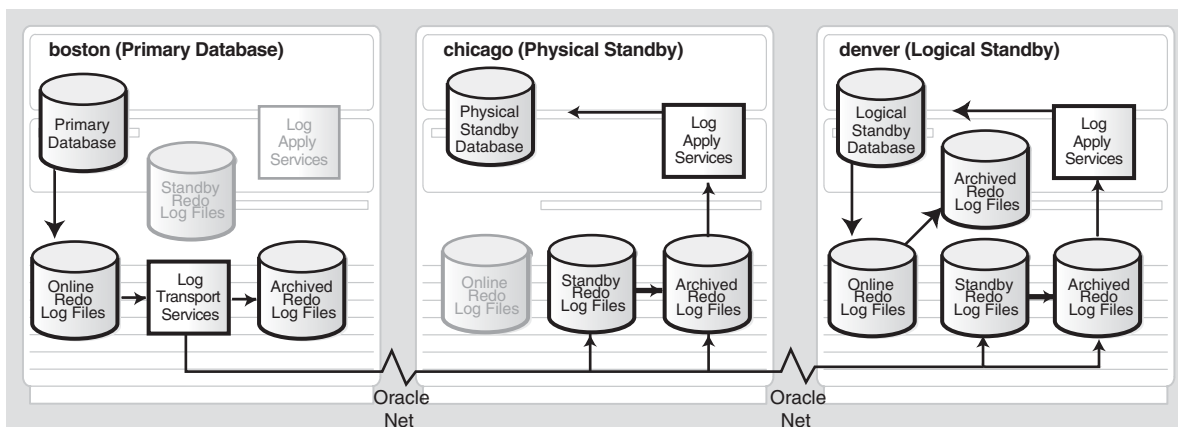 boston (Primary Database)
Primary
Database
Log
Apply
Services
Standby
Redo
Log Files
Online
Redo
Log Files
Log
Transport
Services
Archived
Redo
Log Files
Oracle
Net
chicago (Physical Standby)
Physical
Standby
Database
Log
Apply
Services
Online
Redo
Log Files
Standby
Redo
Log Files
Archived
Redo
Log Files
Oracle
Net
denver (Logical Standby)
Logical
Standby
Database
Log
Apply
Services
Archived
Redo
Log Files
Online
Redo
Log Files
Standby
Redo
Log Files
Archived
Redo
Log Files